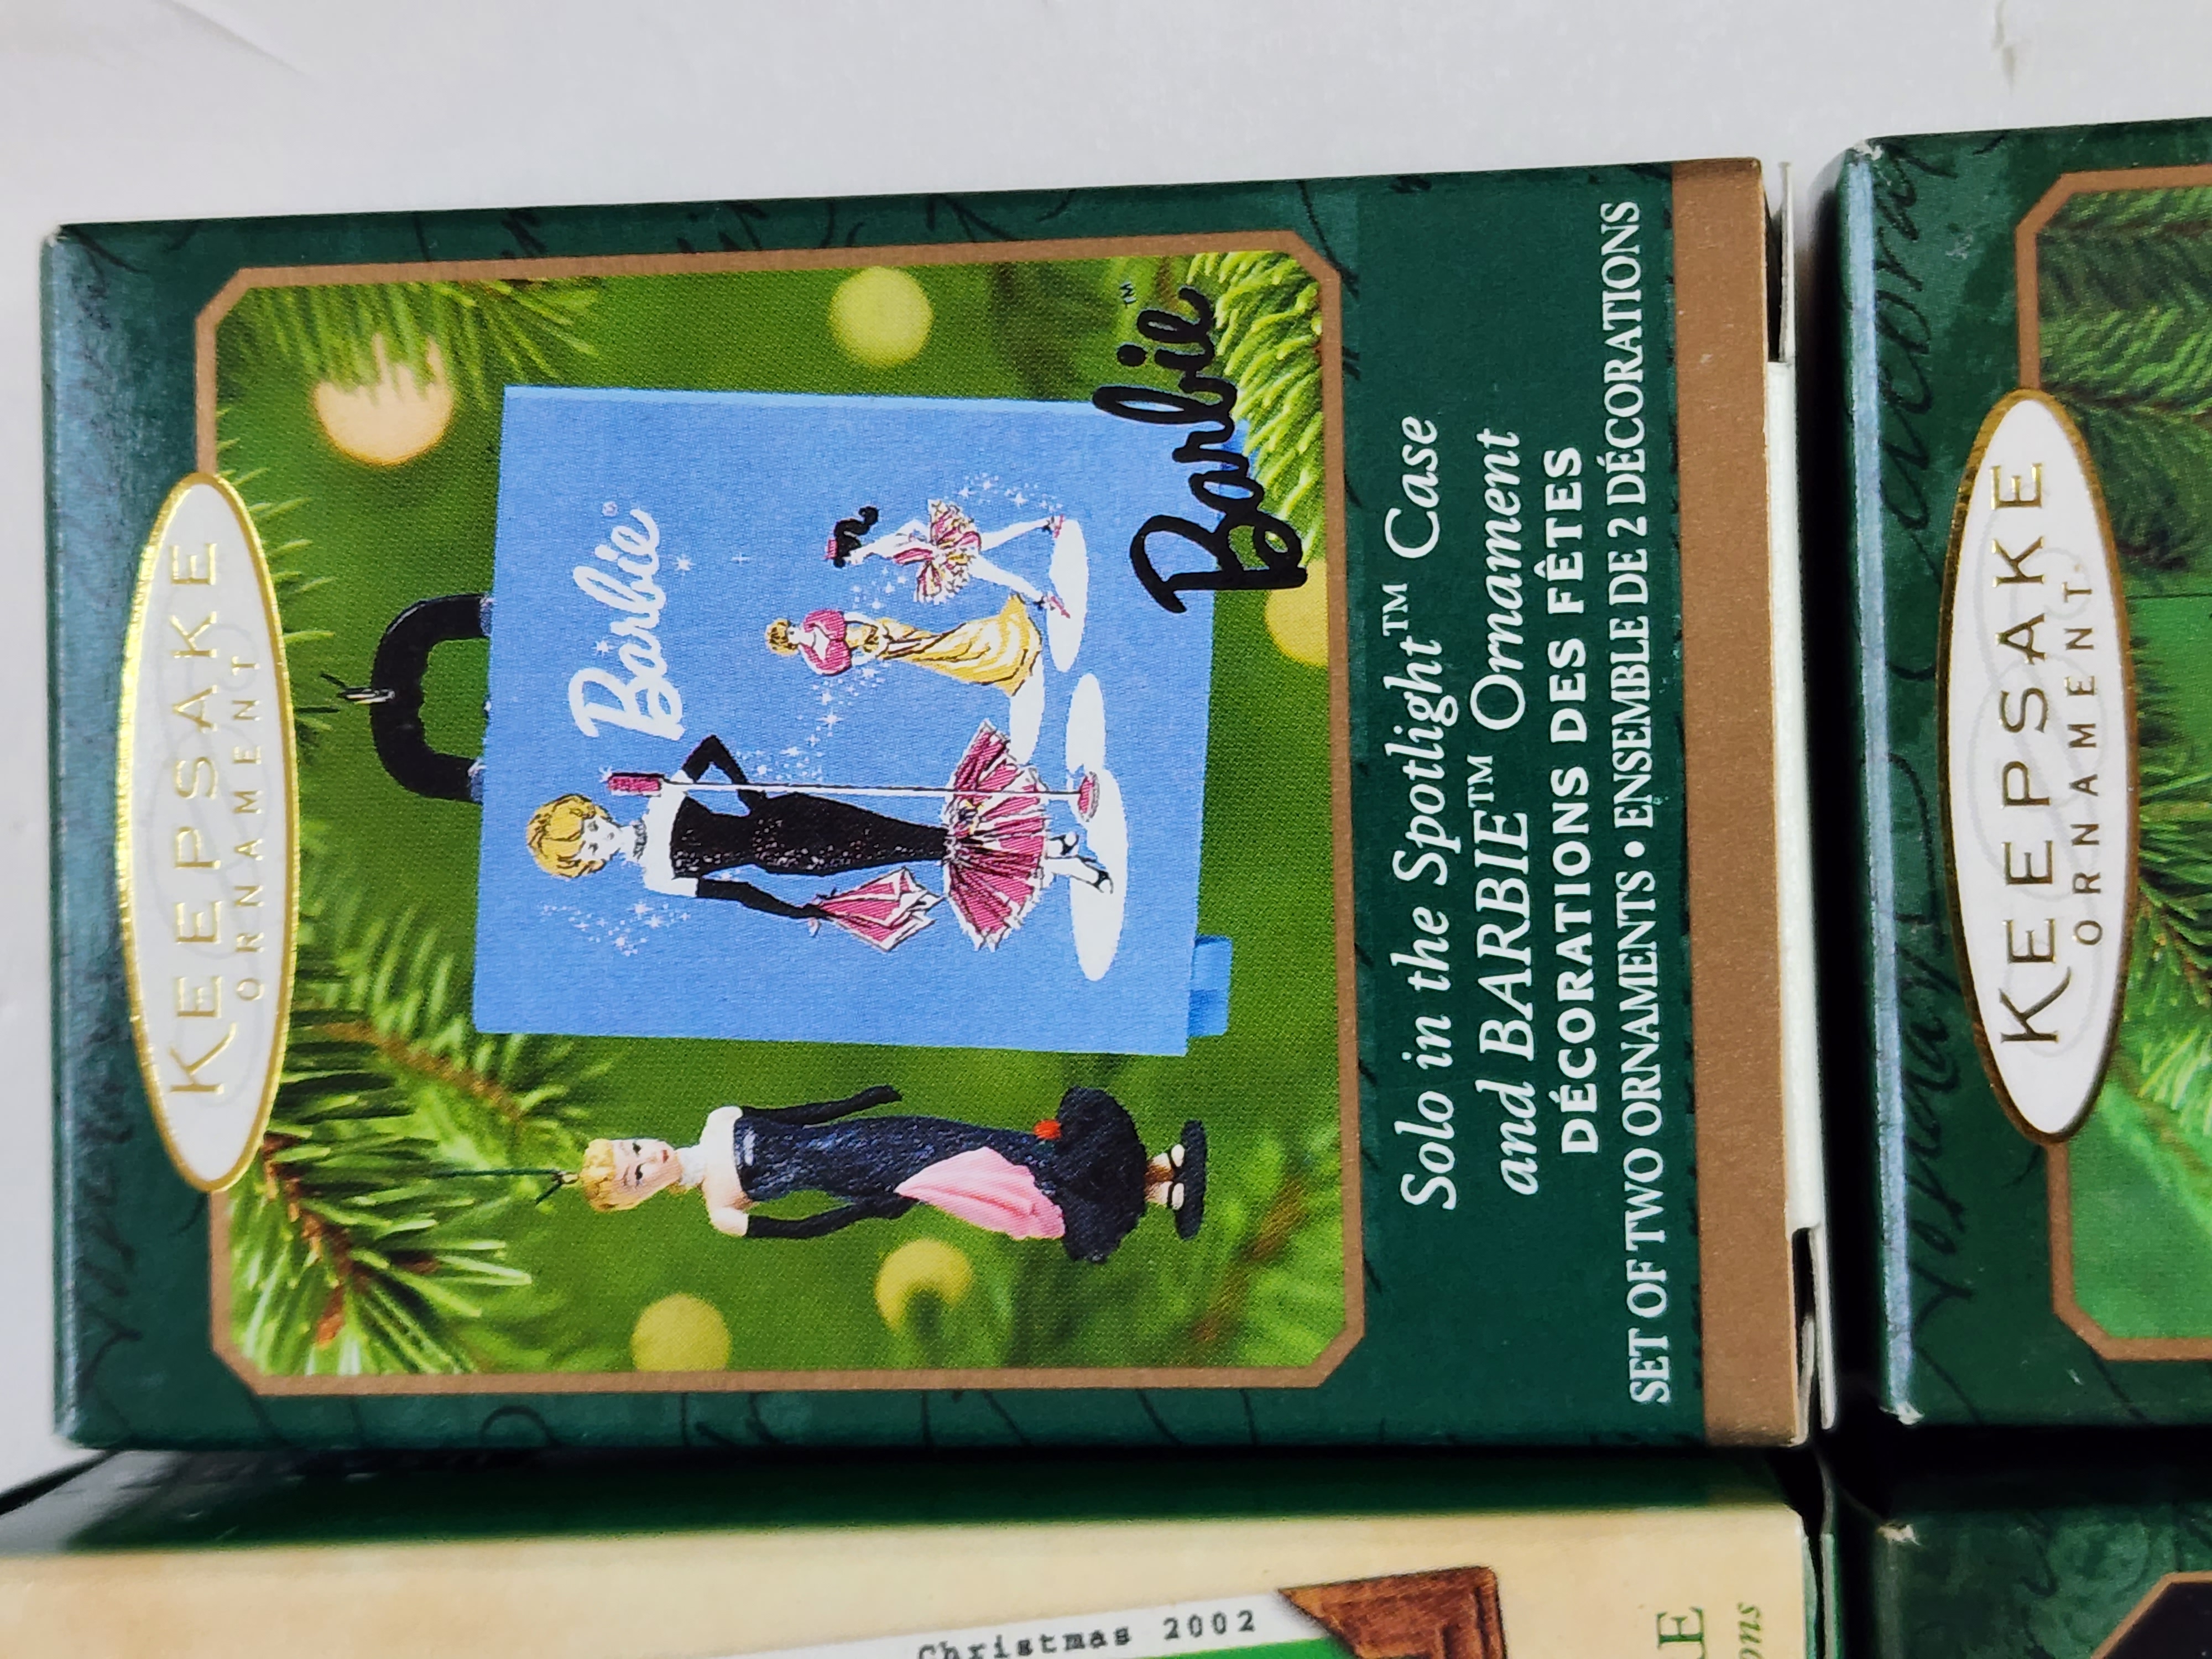 KEEPSAKE
ORNAMENT
Barbie®
Barbie™
Solo in the Spotlight™ Case
and BARBIE™ Ornament
DÉCORATIONS DES FÊTES
SET OF TWO ORNAMENTS • ENSEMBLE DE 2 DÉCORATIONS
KEEPSAKE
ORNAMENT
Christmas 2002